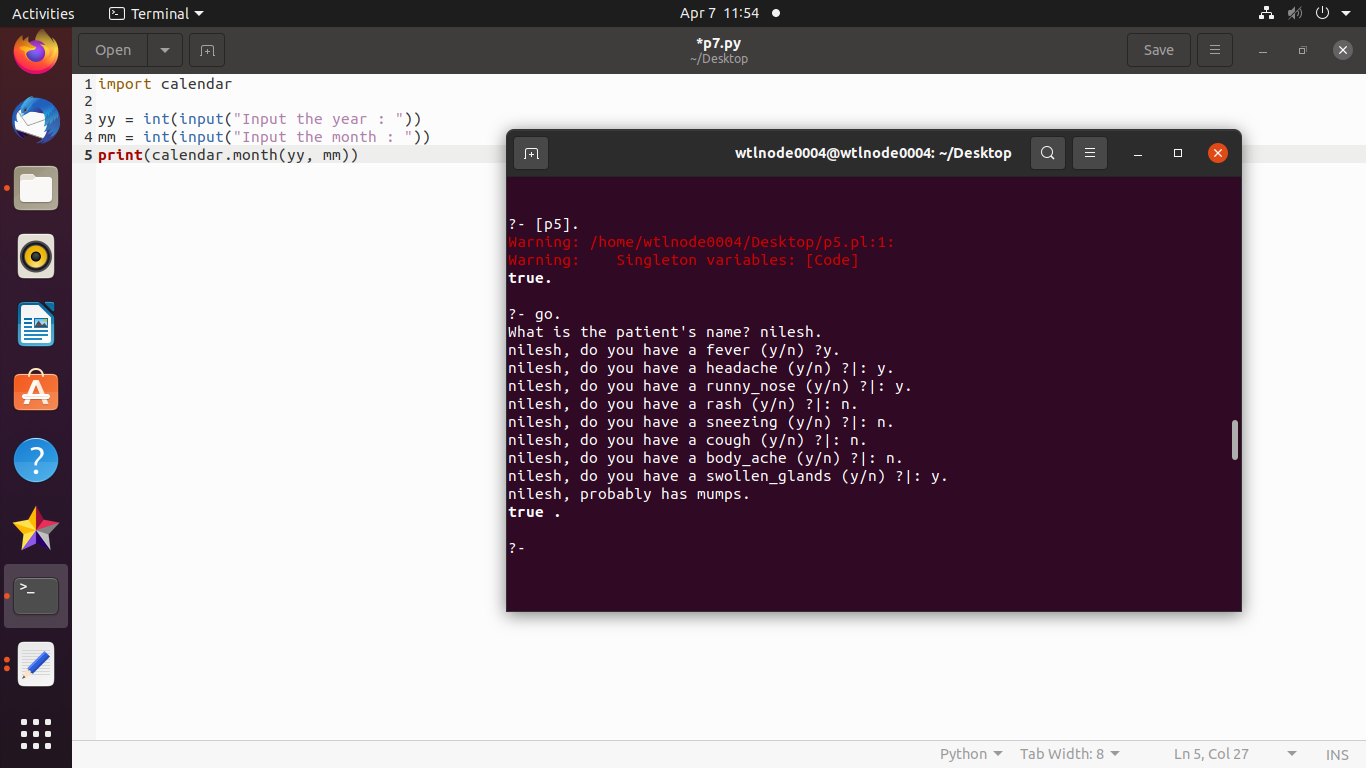 Activities
Terminal
Apr 7 11:54
Open
*p7.py
~/Desktop
Save
1 import calendar
2
3 yy = int(input("Input the year : "))
4 mm = int(input("Input the month : "))
5 print(calendar.month(yy, mm))
wtlnode0004@wtlnode0004: ~/Desktop
?- [p5].
Warning: /home/wtlnode0004/Desktop/p5.pl:1:
Warning:    Singleton variables: [Code]
true.
?- go.
What is the patient's name? nilesh.
nilesh, do you have a fever (y/n) ?y.
nilesh, do you have a headache (y/n) ?|: y.
nilesh, do you have a runny_nose (y/n) ?|: y.
nilesh, do you have a rash (y/n) ?|: n.
nilesh, do you have a sneezing (y/n) ?|: n.
nilesh, do you have a cough (y/n) ?|: n.
nilesh, do you have a body_ache (y/n) ?|: n.
nilesh, do you have a swollen_glands (y/n) ?|: y.
nilesh, probably has mumps.
true .
?-
>_
Python
Tab Width: 8
Ln 5, Col 27
INS